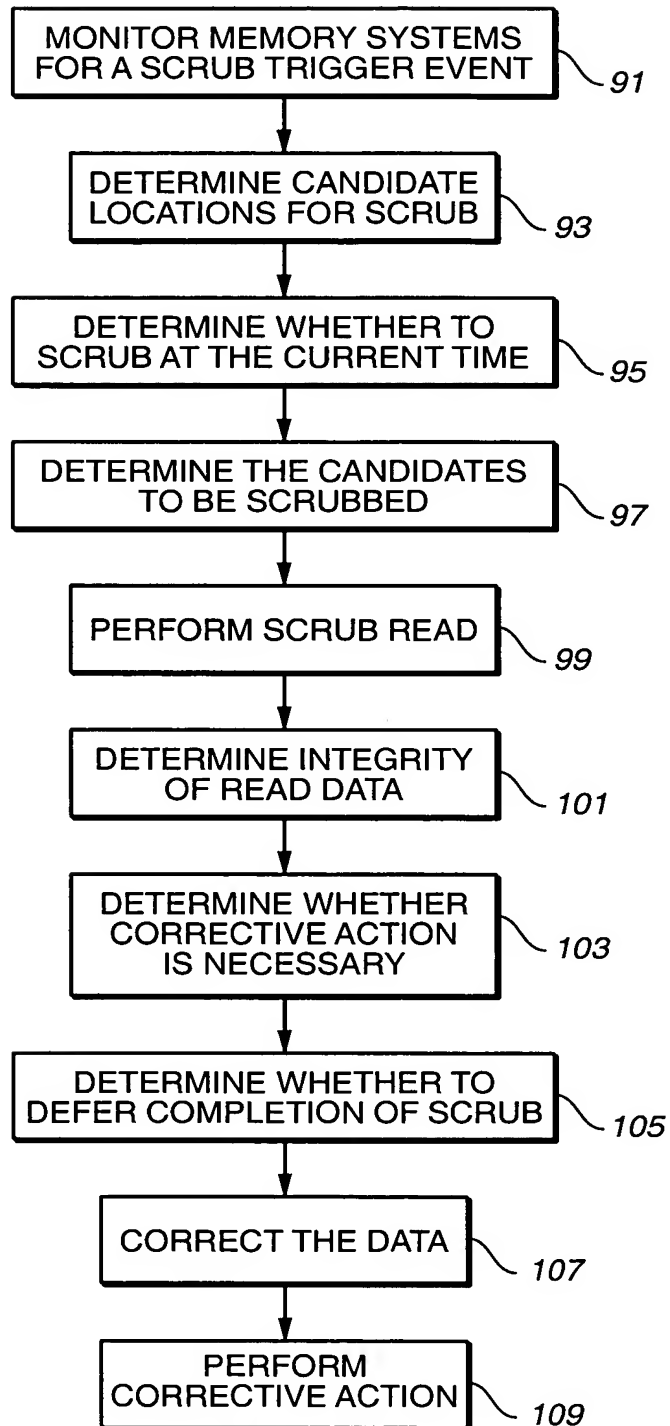 MONITOR MEMORY SYSTEMS
FOR A SCRUB TRIGGER EVENT
91
DETERMINE CANDIDATE
LOCATIONS FOR SCRUB
93
DETERMINE WHETHER TO
SCRUB AT THE CURRENT TIME
95
DETERMINE THE CANDIDATES
TO BE SCRUBBED
97
PERFORM SCRUB READ
99
DETERMINE INTEGRITY
OF READ DATA
101
DETERMINE WHETHER
CORRECTIVE ACTION
IS NECESSARY
103
DETERMINE WHETHER TO
DEFER COMPLETION OF SCRUB
105
CORRECT THE DATA
107
PERFORM
CORRECTIVE ACTION
109